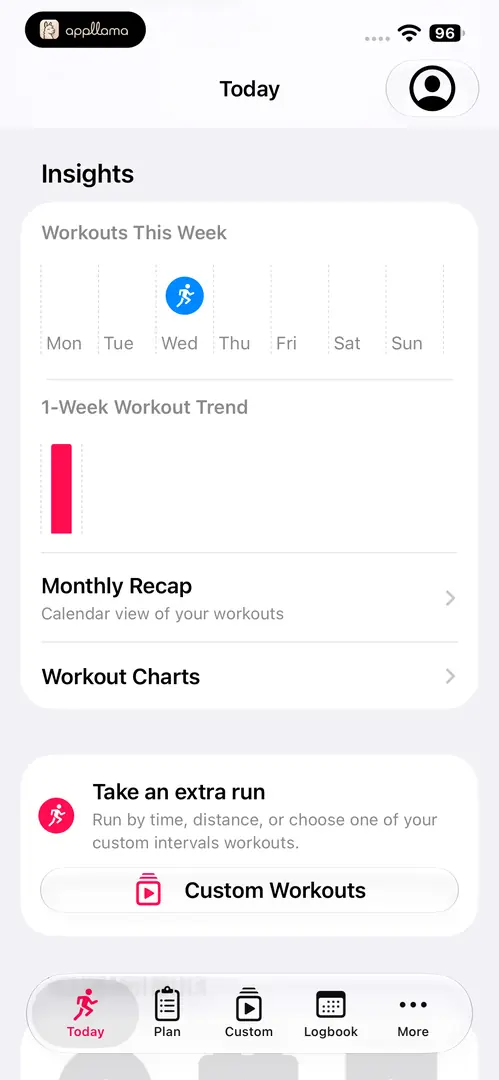 appllama
96
Today
Insights
Workouts This Week
Mon Tue Wed Thu Fri Sat Sun
1-Week Workout Trend
Monthly Recap
Calendar view of your workouts
Workout Charts
Take an extra run
Run by time, distance, or choose one of your
custom intervals workouts.
Custom Workouts
Today Plan Custom Logbook More